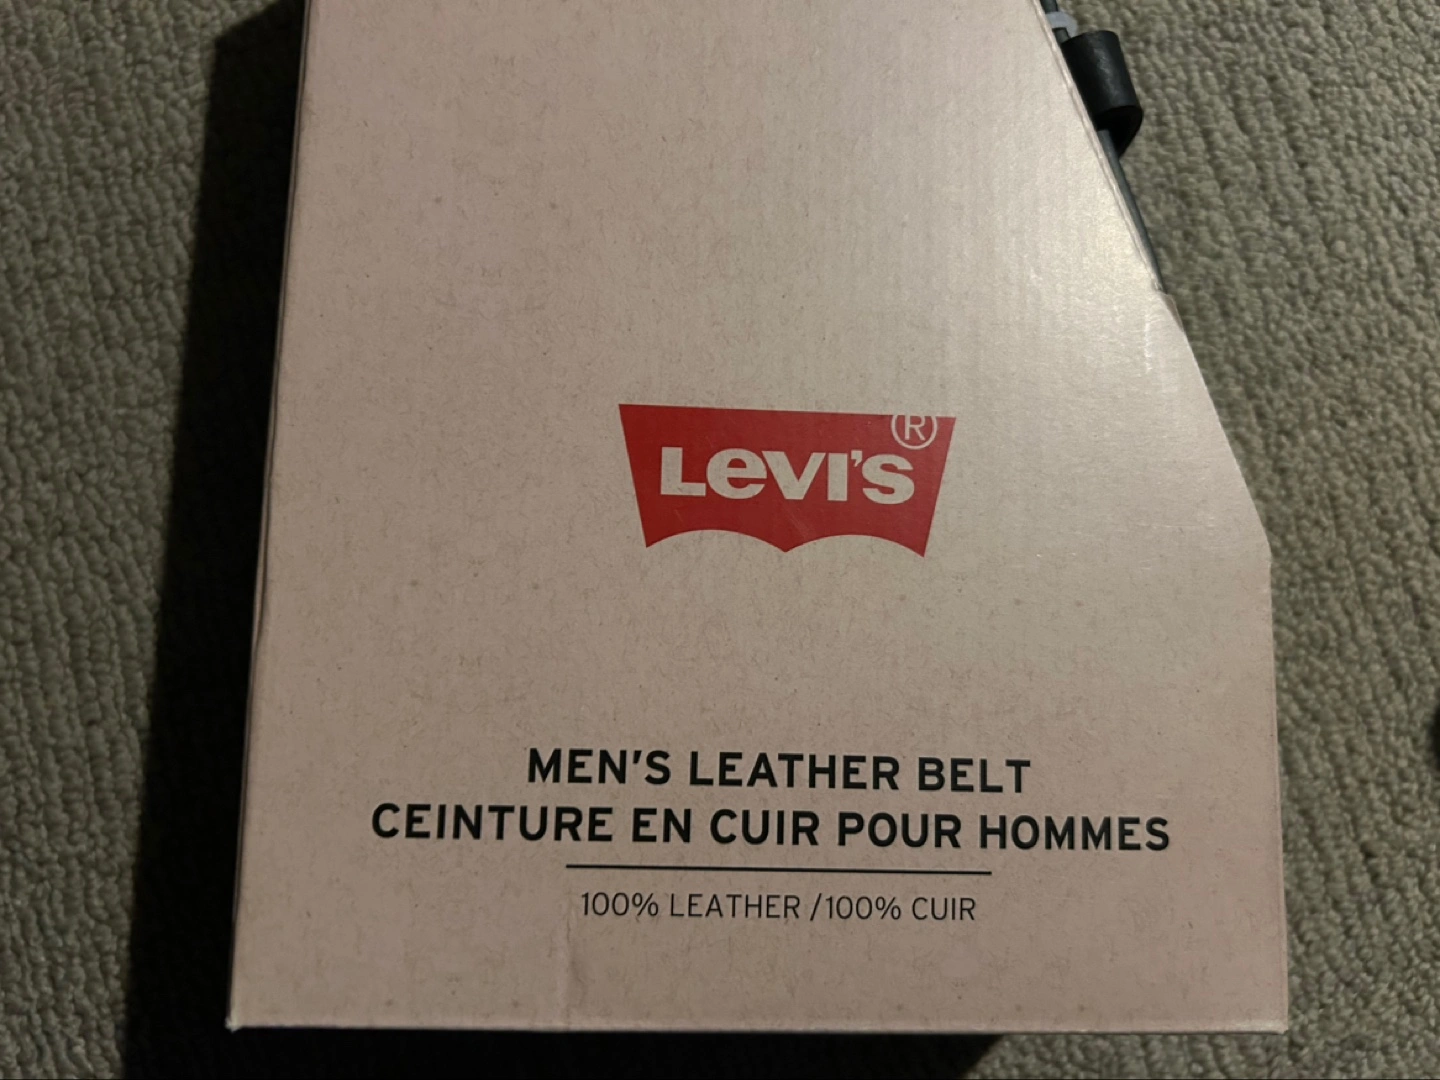 LEVI'S®
MEN'S LEATHER BELT
CEINTURE EN CUIR POUR HOMMES
100% LEATHER / 100% CUIR